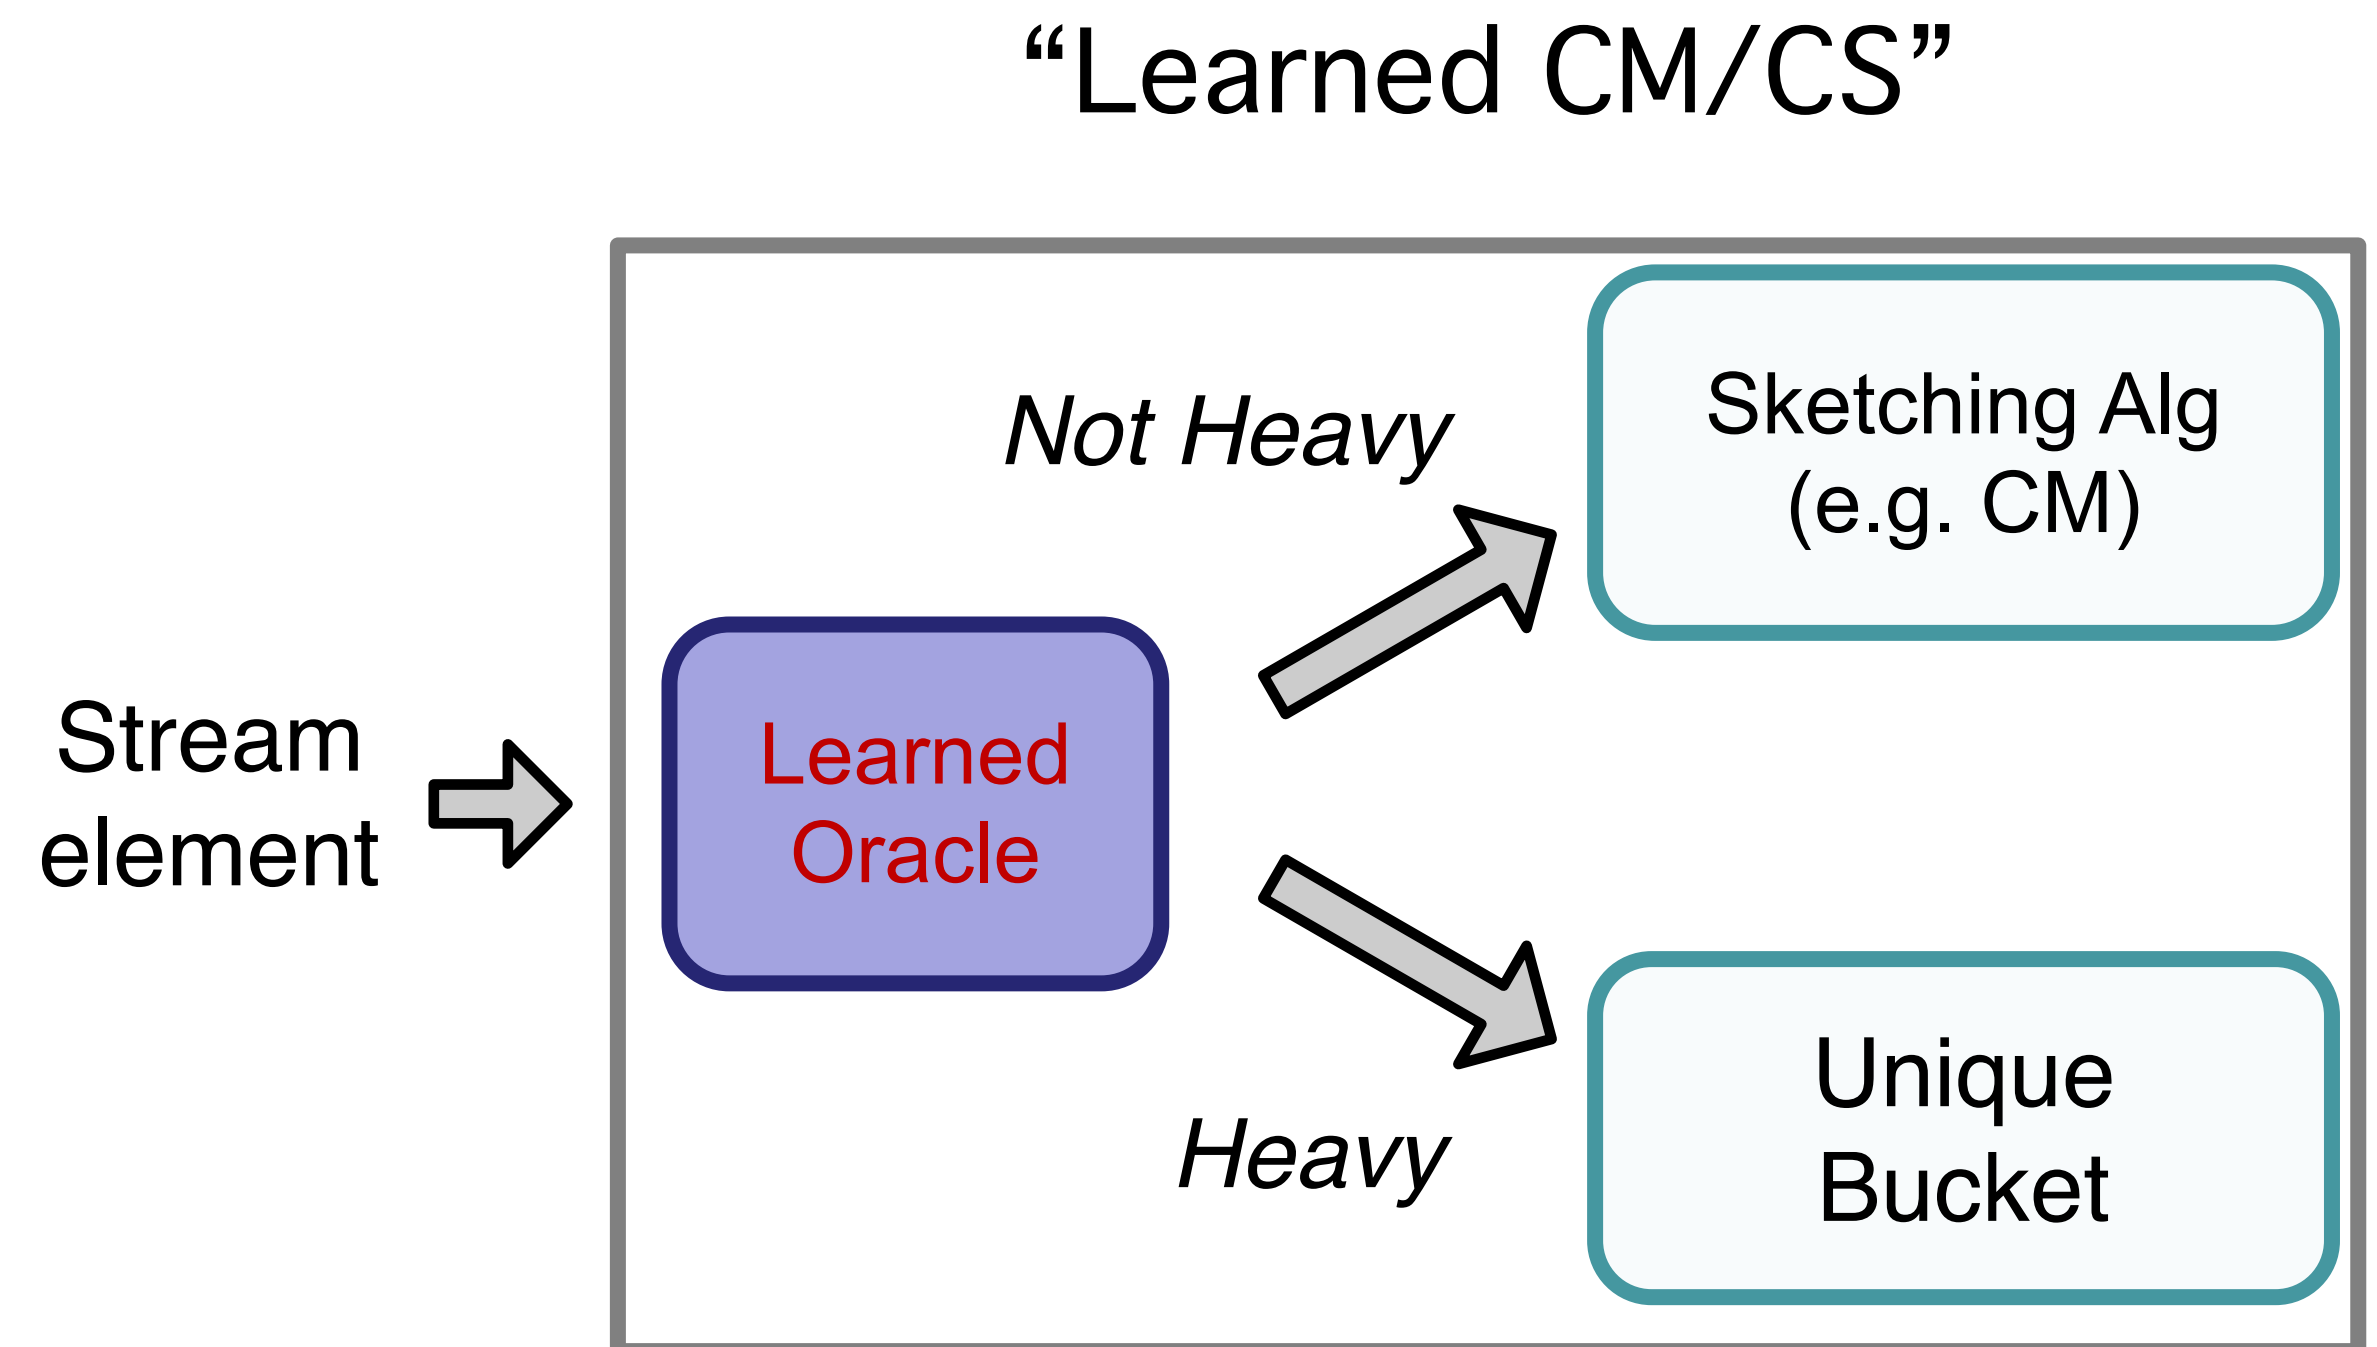 “Learned CM/CS”
Not Heavy
Sketching Alg
(e.g. CM)
Stream
element
Learned
Oracle
Heavy
Unique
Bucket